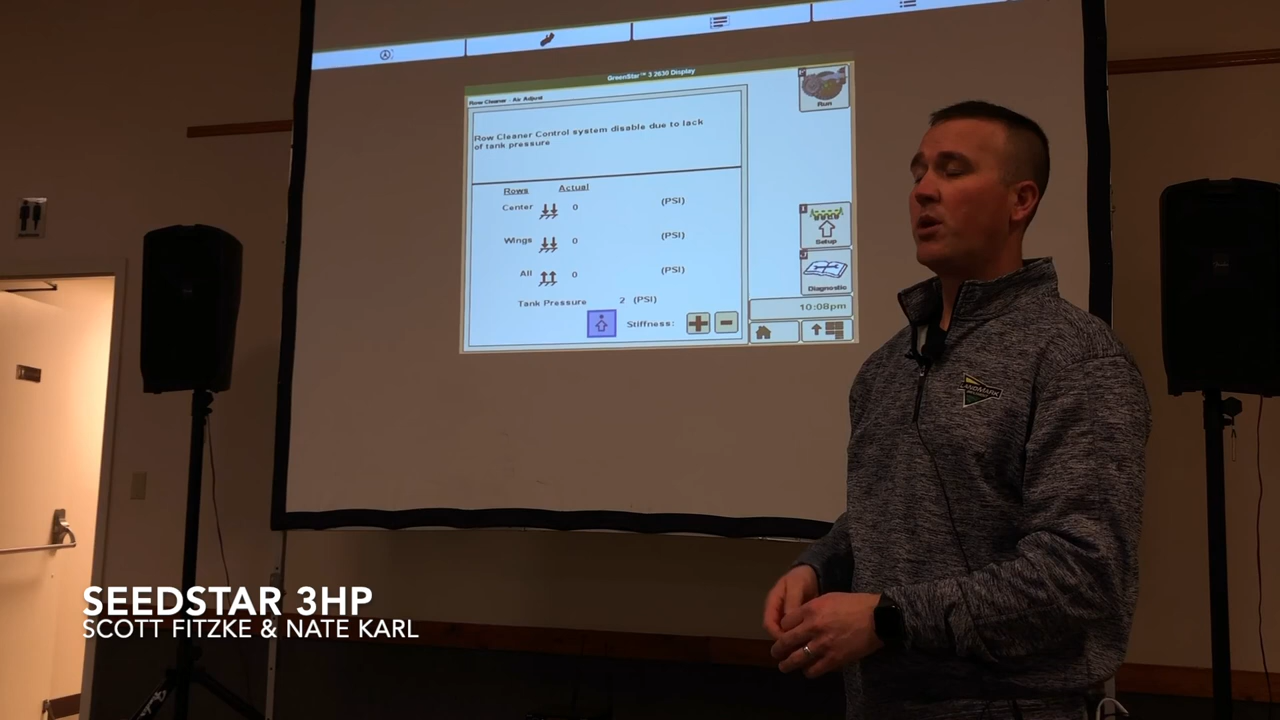 GreenStar™ 3 2630 Display
Row Cleaner - Air Adjust
Run
Row Cleaner Control system disable due to lack
of tank pressure
Rows Actual
Center 0 (PSI)
Wings 0 (PSI)
All 0 (PSI)
Tank Pressure 2 (PSI)
Stiffness:
Setup
Diagnostic
10:08pm
LANDMARK
SEEDSTAR 3HP
SCOTT FITZKE & NATE KARL